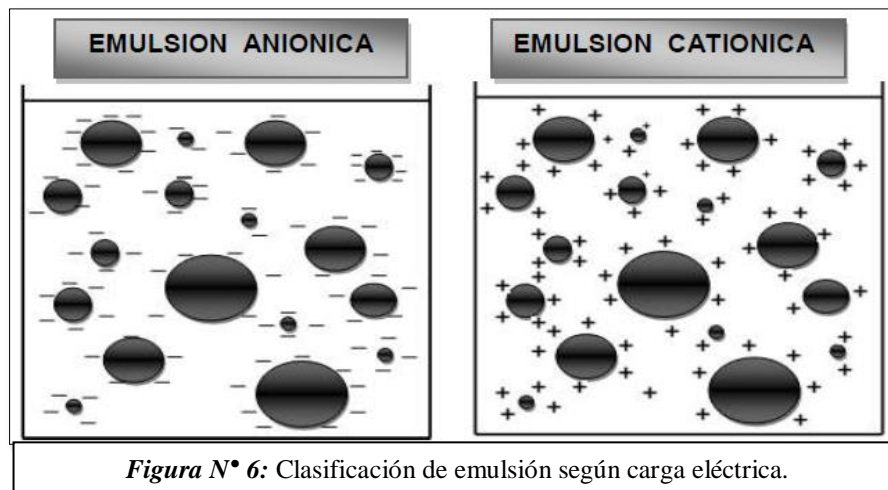 EMULSION ANIONICA
EMULSION CATIONICA
Figura N° 6: Clasificación de emulsión según carga eléctrica.